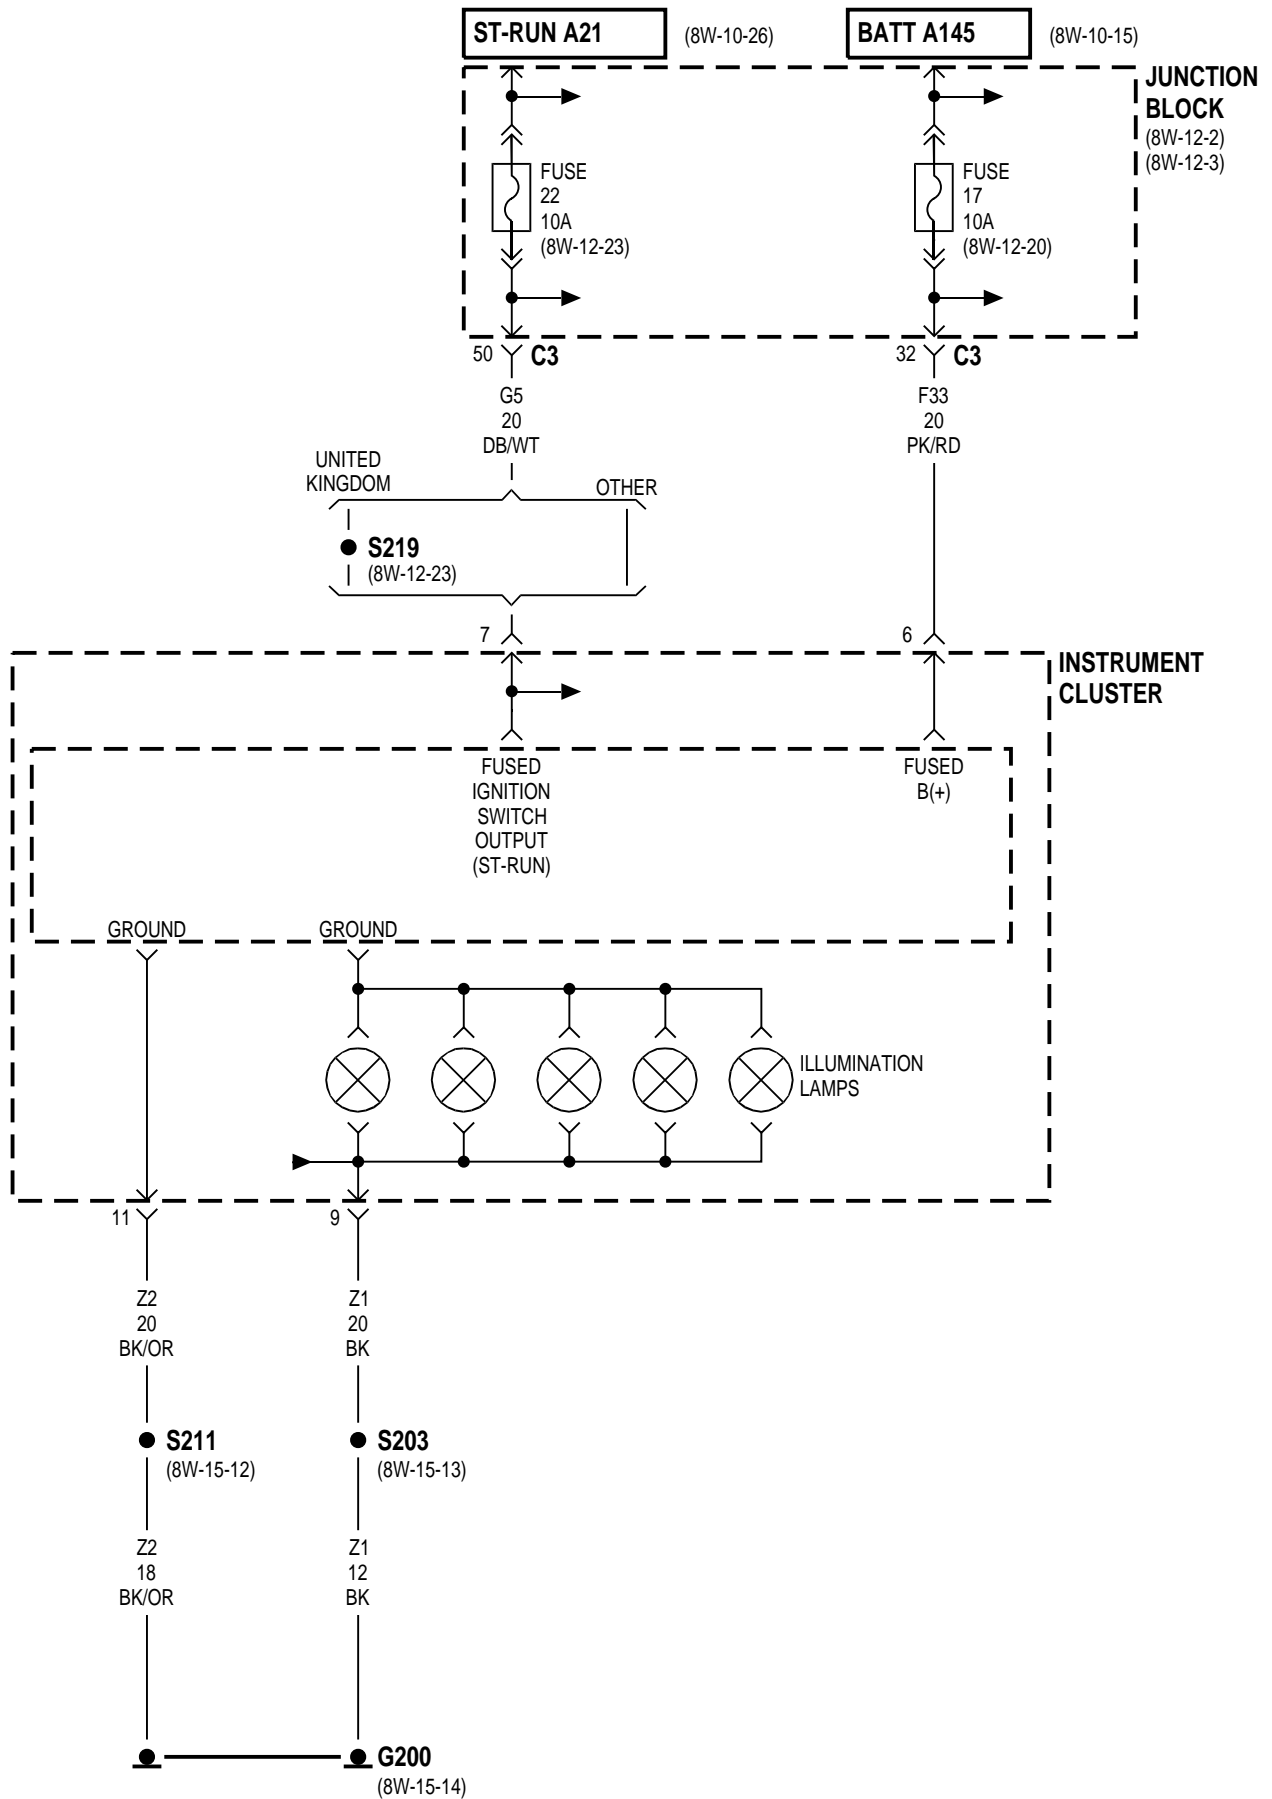 ST-RUN A21
(8W-10-26)
BATT A145
(8W-10-15)
JUNCTION
BLOCK
(8W-12-2)
(8W-12-3)
FUSE
22
10A
(8W-12-23)
FUSE
17
10A
(8W-12-20)
50
C3
32
C3
G5
20
DB/WT
F33
20
PK/RD
UNITED
KINGDOM
OTHER
S219
(8W-12-23)
7
6
INSTRUMENT
CLUSTER
FUSED
IGNITION
SWITCH
OUTPUT
(ST-RUN)
FUSED
B(+)
GROUND
GROUND
ILLUMINATION
LAMPS
11
9
Z2
20
BK/OR
Z1
20
BK
S211
(8W-15-12)
S203
(8W-15-13)
Z2
18
BK/OR
Z1
12
BK
G200
(8W-15-14)